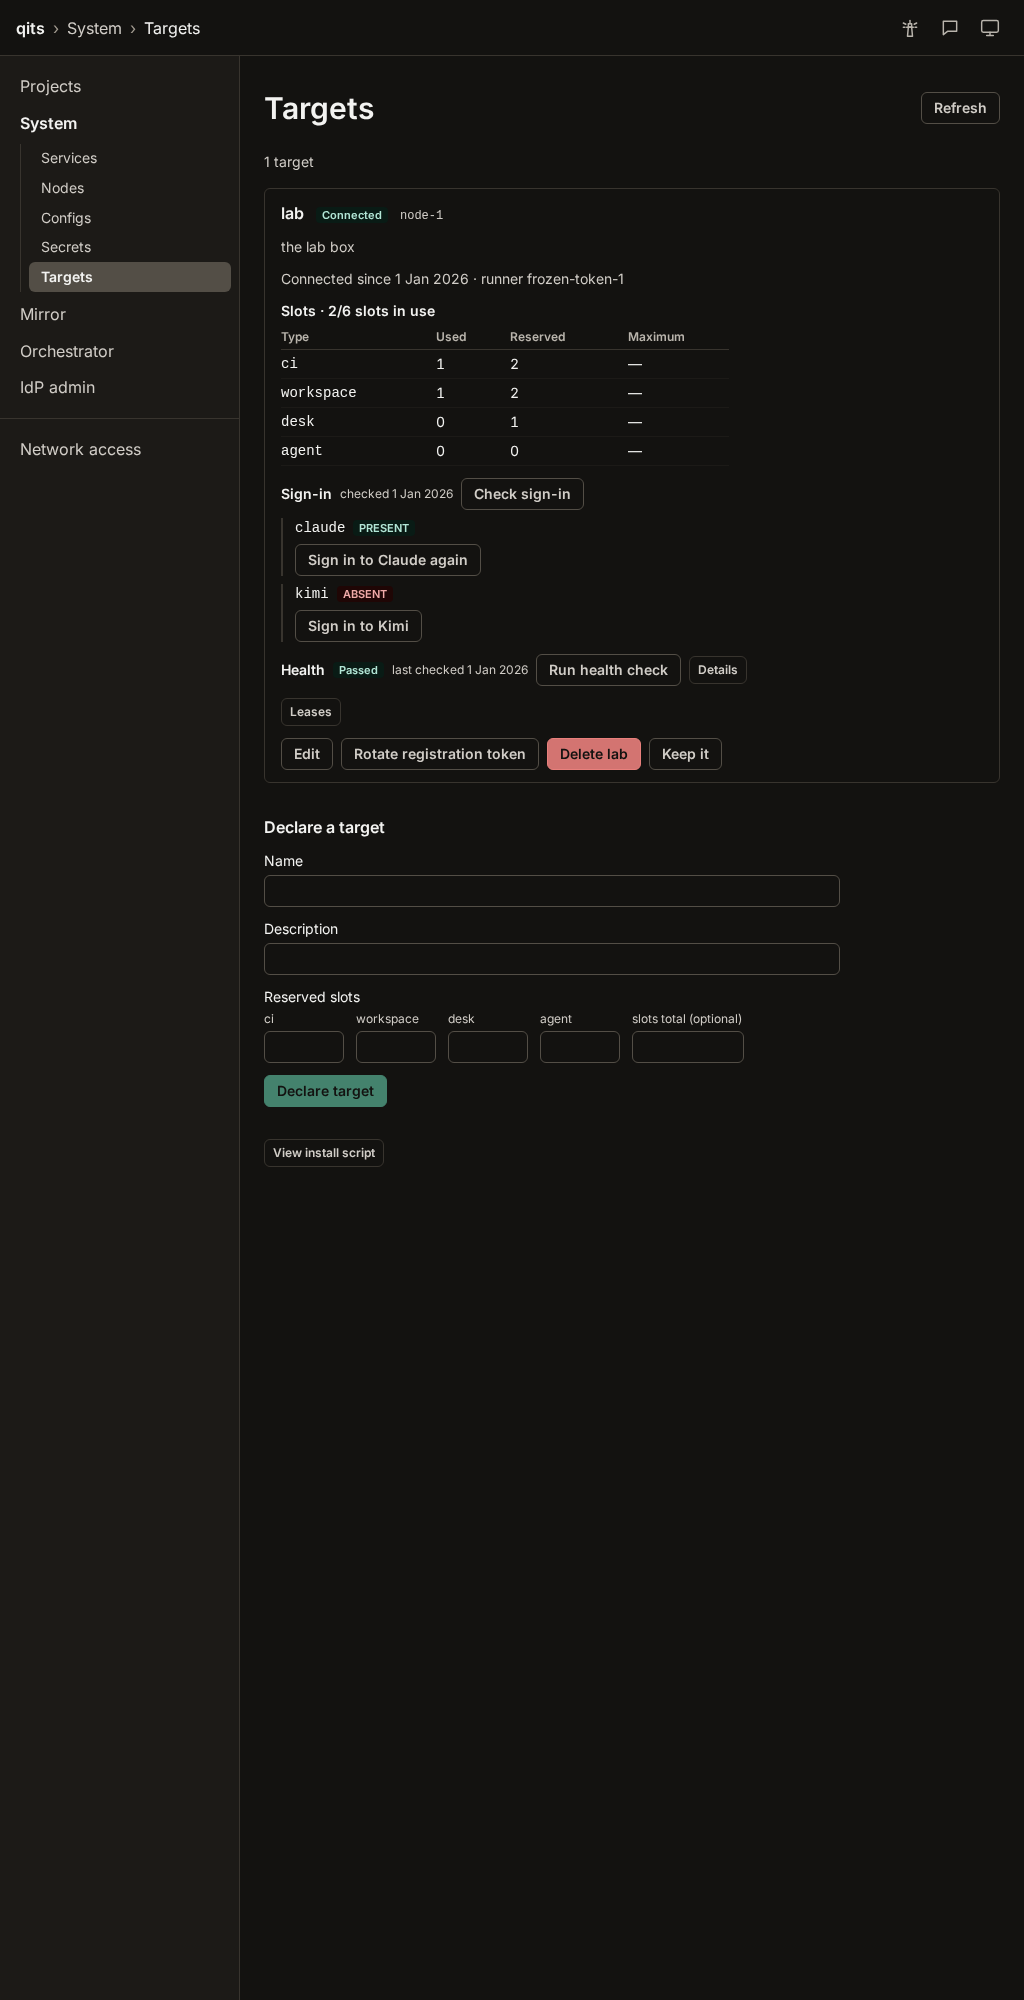 qits › System › Targets
Projects
System
Services
Nodes
Configs
Secrets
Targets
Mirror
Orchestrator
IdP admin
Network access
Targets
Refresh
1 target
lab Connected node-1
the lab box
Connected since 1 Jan 2026 · runner frozen-token-1
Slots · 2/6 slots in use
Type Used Reserved Maximum
ci 1 2 —
workspace 1 2 —
desk 0 1 —
agent 0 0 —
Sign-in checked 1 Jan 2026 Check sign-in
claude PRESENT
Sign in to Claude again
kimi ABSENT
Sign in to Kimi
Health Passed last checked 1 Jan 2026 Run health check Details
Leases
Edit Rotate registration token Delete lab Keep it
Declare a target
Name
Description
Reserved slots
ci workspace desk agent slots total (optional)
Declare target
View install script